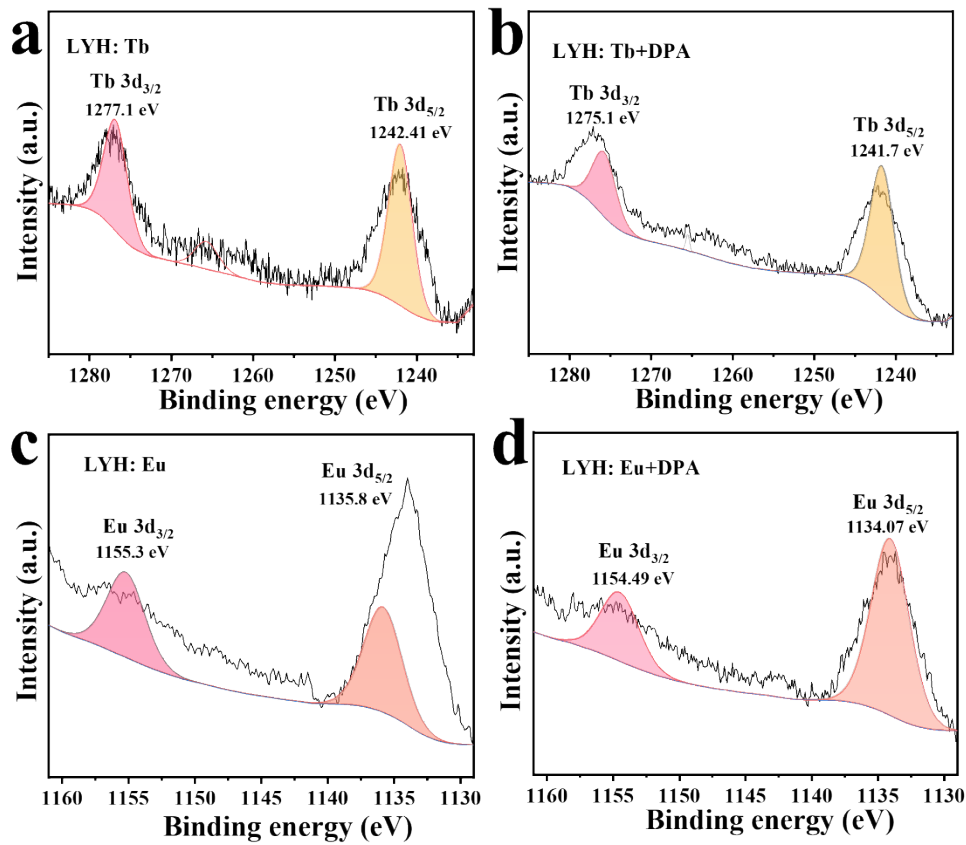 a
LYH: Tb
Tb 3d3/2
1277.1 eV
Tb 3d5/2
1242.41 eV
Intensity (a.u.)
1280 1270 1260 1250 1240
Binding energy (eV)
b
LYH: Tb+DPA
Tb 3d3/2
1275.1 eV
Tb 3d5/2
1241.7 eV
Intensity (a.u.)
1280 1270 1260 1250 1240
Binding energy (eV)
c
LYH: Eu
Eu 3d5/2
1135.8 eV
Eu 3d3/2
1155.3 eV
Intensity (a.u.)
1160 1155 1150 1145 1140 1135 1130
Binding energy (eV)
d
LYH: Eu+DPA
Eu 3d5/2
1134.07 eV
Eu 3d3/2
1154.49 eV
Intensity (a.u.)
1160 1155 1150 1145 1140 1135 1130
Binding energy (eV)